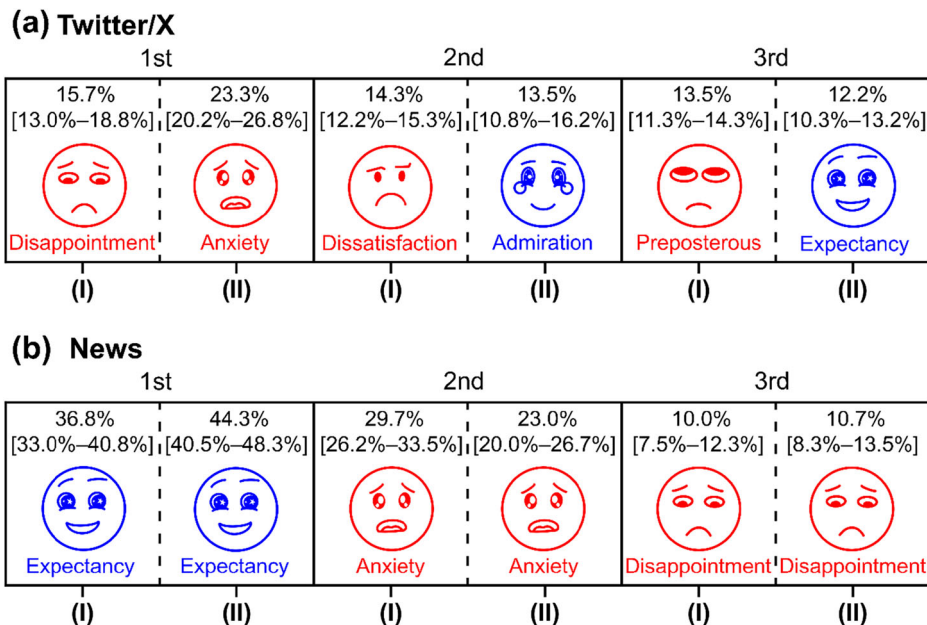 (a) Twitter/X
1st 2nd 3rd
15.7% 23.3% 14.3% 13.5% 13.5% 12.2%
[13.0%–18.8%] [20.2%–26.8%] [12.2%–15.3%] [10.8%–16.2%] [11.3%–14.3%] [10.3%–13.2%]
Disappointment Anxiety Dissatisfaction Admiration Preposterous Expectancy
(I) (II) (I) (II) (I) (II)
(b) News
1st 2nd 3rd
36.8% 44.3% 29.7% 23.0% 10.0% 10.7%
[33.0%–40.8%] [40.5%–48.3%] [26.2%–33.5%] [20.0%–26.7%] [7.5%–12.3%] [8.3%–13.5%]
Expectancy Expectancy Anxiety Anxiety Disappointment Disappointment
(I) (II) (I) (II) (I) (II)